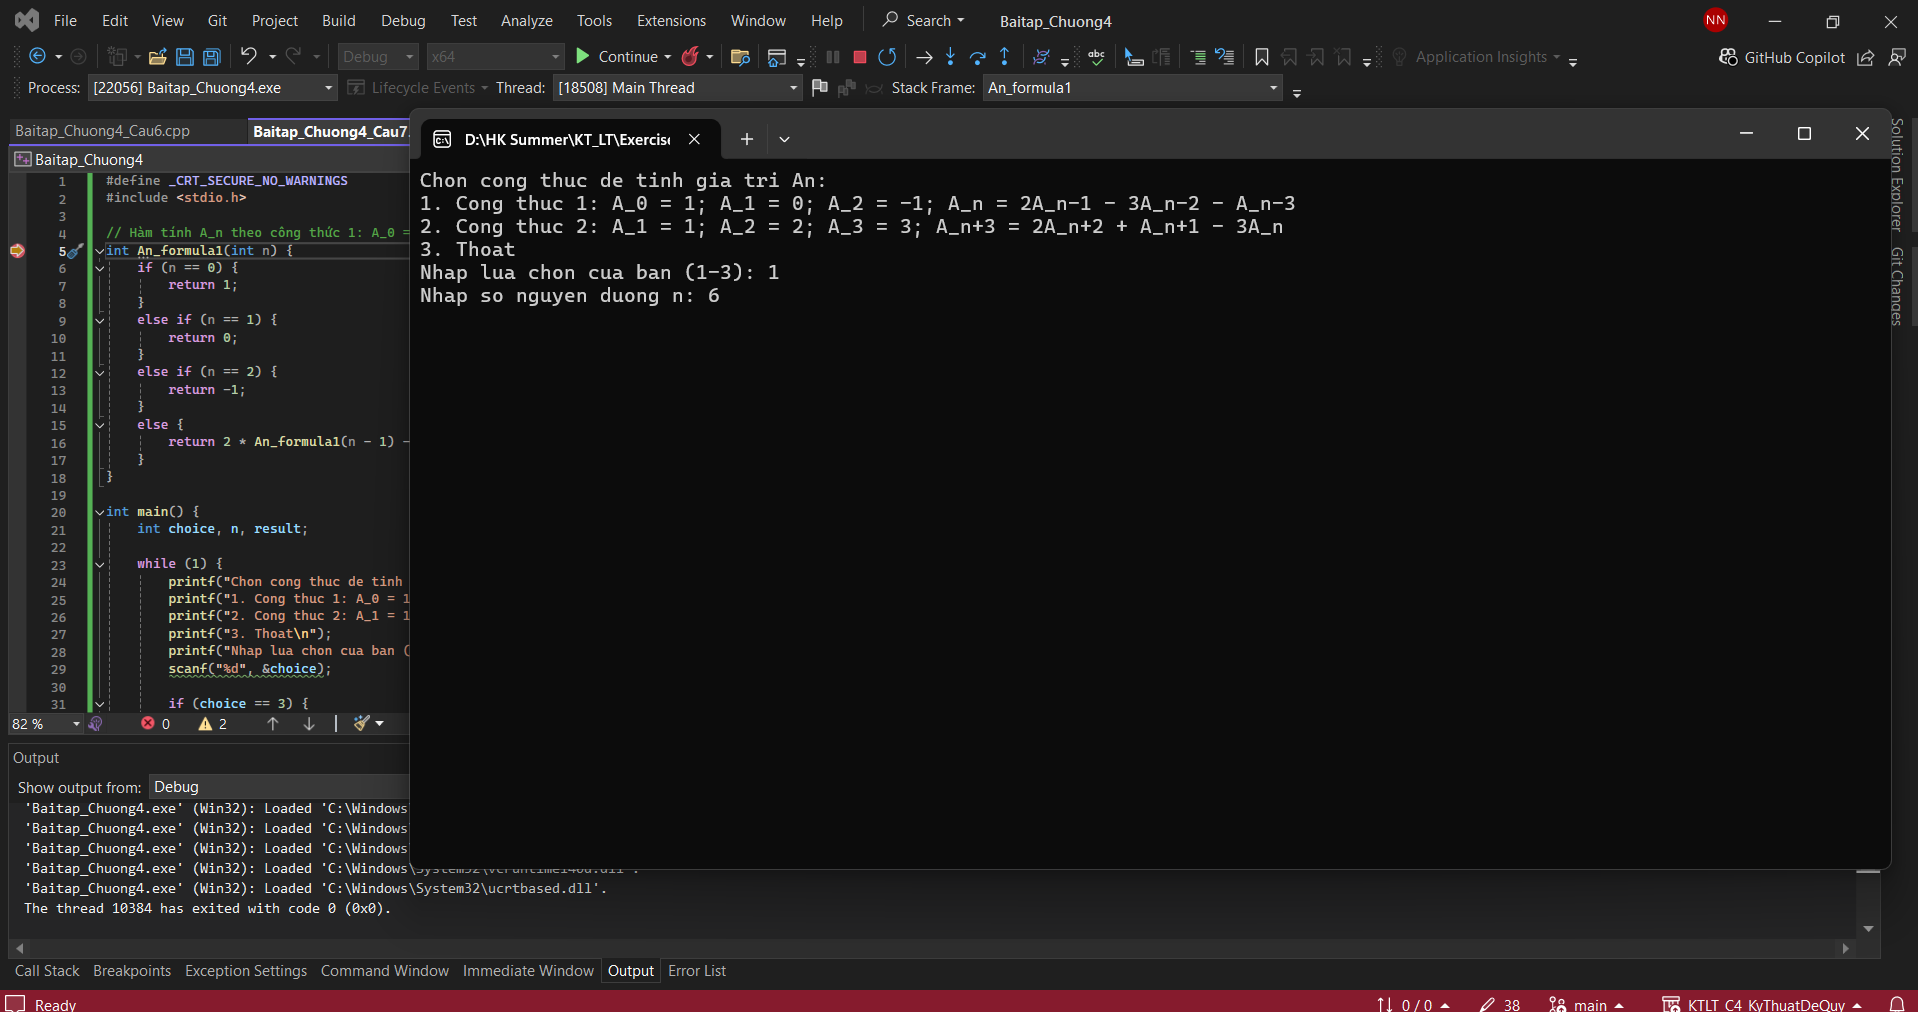 File Edit View Git Project Build Debug Test Analyze Tools Extensions Window Help Search Baitap_Chuong4 NN
Debug x64 Continue abc Application Insights GitHub Copilot
Process: [22056] Baitap_Chuong4.exe Lifecycle Events Thread: [18508] Main Thread Stack Frame: An_formula1
Baitap_Chuong4_Cau6.cpp Baitap_Chuong4_Cau7.
Baitap_Chuong4
1 #define _CRT_SECURE_NO_WARNINGS
2 #include <stdio.h>
3
4 // Hàm tính A_n theo công thức 1: A_0 =
5 int An_formula1(int n) {
6 if (n == 0) {
7 return 1;
8 }
9 else if (n == 1) {
10 return 0;
11 }
12 else if (n == 2) {
13 return -1;
14 }
15 else {
16 return 2 * An_formula1(n - 1) -
17 }
18 }
19
20 int main() {
21 int choice, n, result;
22
23 while (1) {
24 printf("Chon cong thuc de tinh
25 printf("1. Cong thuc 1: A_0 = 1
26 printf("2. Cong thuc 2: A_1 = 1
27 printf("3. Thoat\n");
28 printf("Nhap lua chon cua ban (
29 scanf("%d", &choice);
30
31 if (choice == 3) {
82 % 0 2
D:\HK Summer\KT_LT\Exercise
Chon cong thuc de tinh gia tri An:
1. Cong thuc 1: A_0 = 1; A_1 = 0; A_2 = -1; A_n = 2A_n-1 - 3A_n-2 - A_n-3
2. Cong thuc 2: A_1 = 1; A_2 = 2; A_3 = 3; A_n+3 = 2A_n+2 + A_n+1 - 3A_n
3. Thoat
Nhap lua chon cua ban (1-3): 1
Nhap so nguyen duong n: 6
Solution Explorer
Git Changes
Output
Show output from: Debug
'Baitap_Chuong4.exe' (Win32): Loaded 'C:\Windows\
'Baitap_Chuong4.exe' (Win32): Loaded 'C:\Windows\
'Baitap_Chuong4.exe' (Win32): Loaded 'C:\Windows\
'Baitap_Chuong4.exe' (Win32): Loaded 'C:\Windows\System32\vcruntime140d.dll'.
'Baitap_Chuong4.exe' (Win32): Loaded 'C:\Windows\System32\ucrtbased.dll'.
The thread 10384 has exited with code 0 (0x0).
Call Stack Breakpoints Exception Settings Command Window Immediate Window Output Error List
Ready 0 / 0 38 main KTLT_C4_KyThuatDeQuy